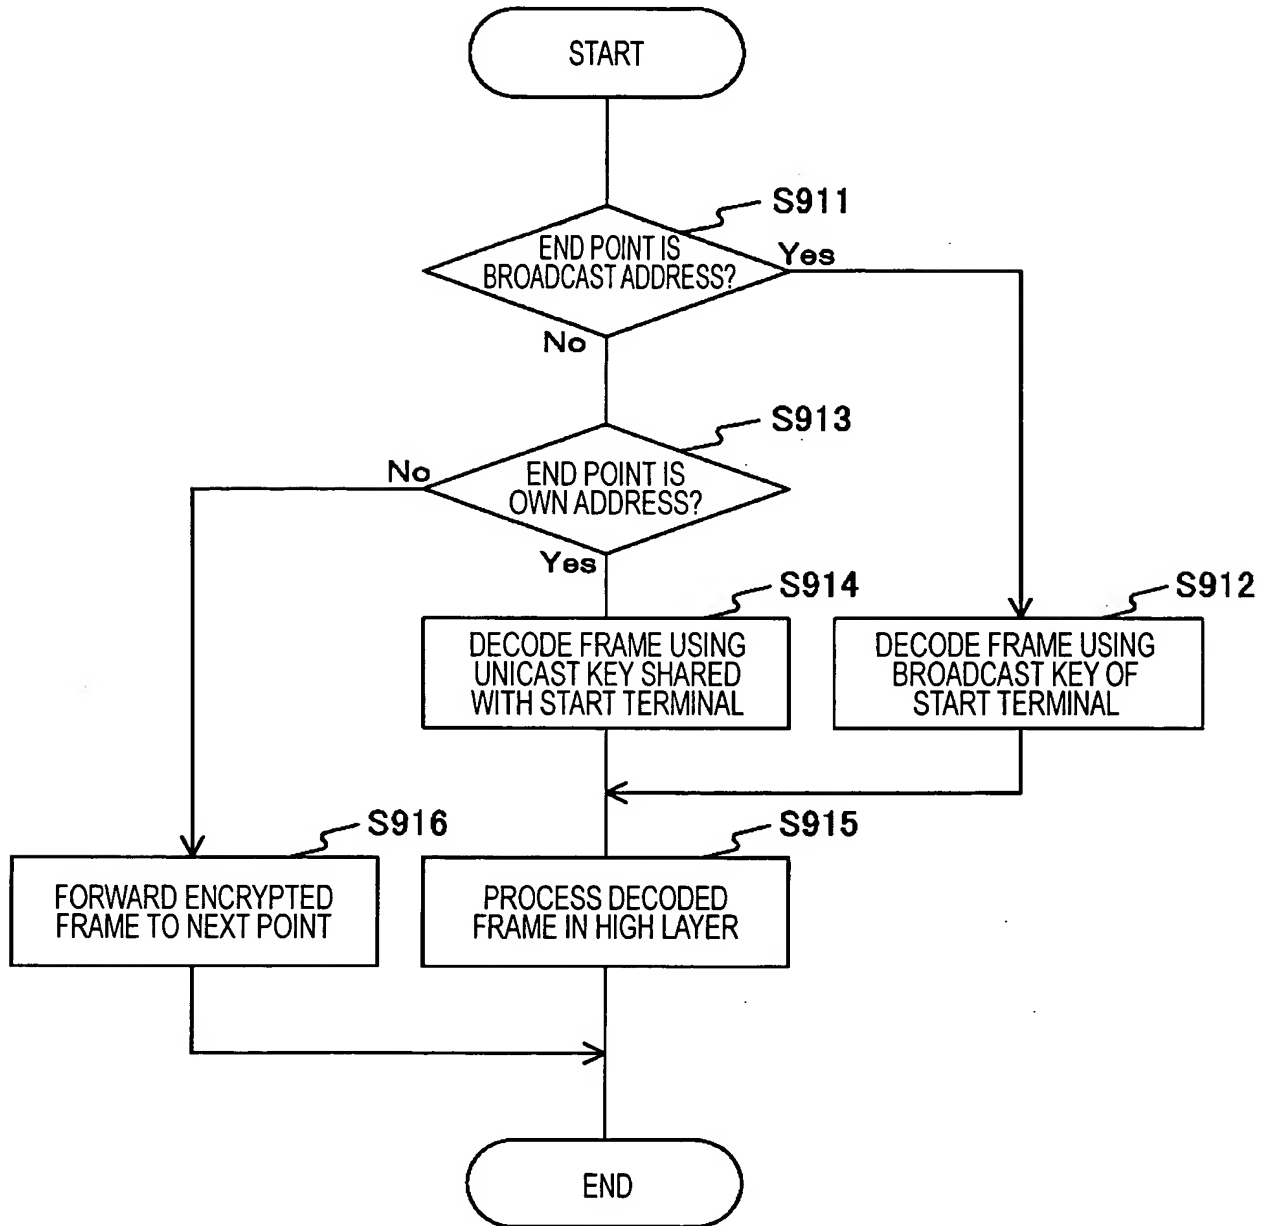 START
S911
END POINT IS
BROADCAST ADDRESS?
Yes
No
S913
END POINT IS
OWN ADDRESS?
No
Yes
S914
DECODE FRAME USING
UNICAST KEY SHARED
WITH START TERMINAL
S912
DECODE FRAME USING
BROADCAST KEY OF
START TERMINAL
S916
FORWARD ENCRYPTED
FRAME TO NEXT POINT
S915
PROCESS DECODED
FRAME IN HIGH LAYER
END